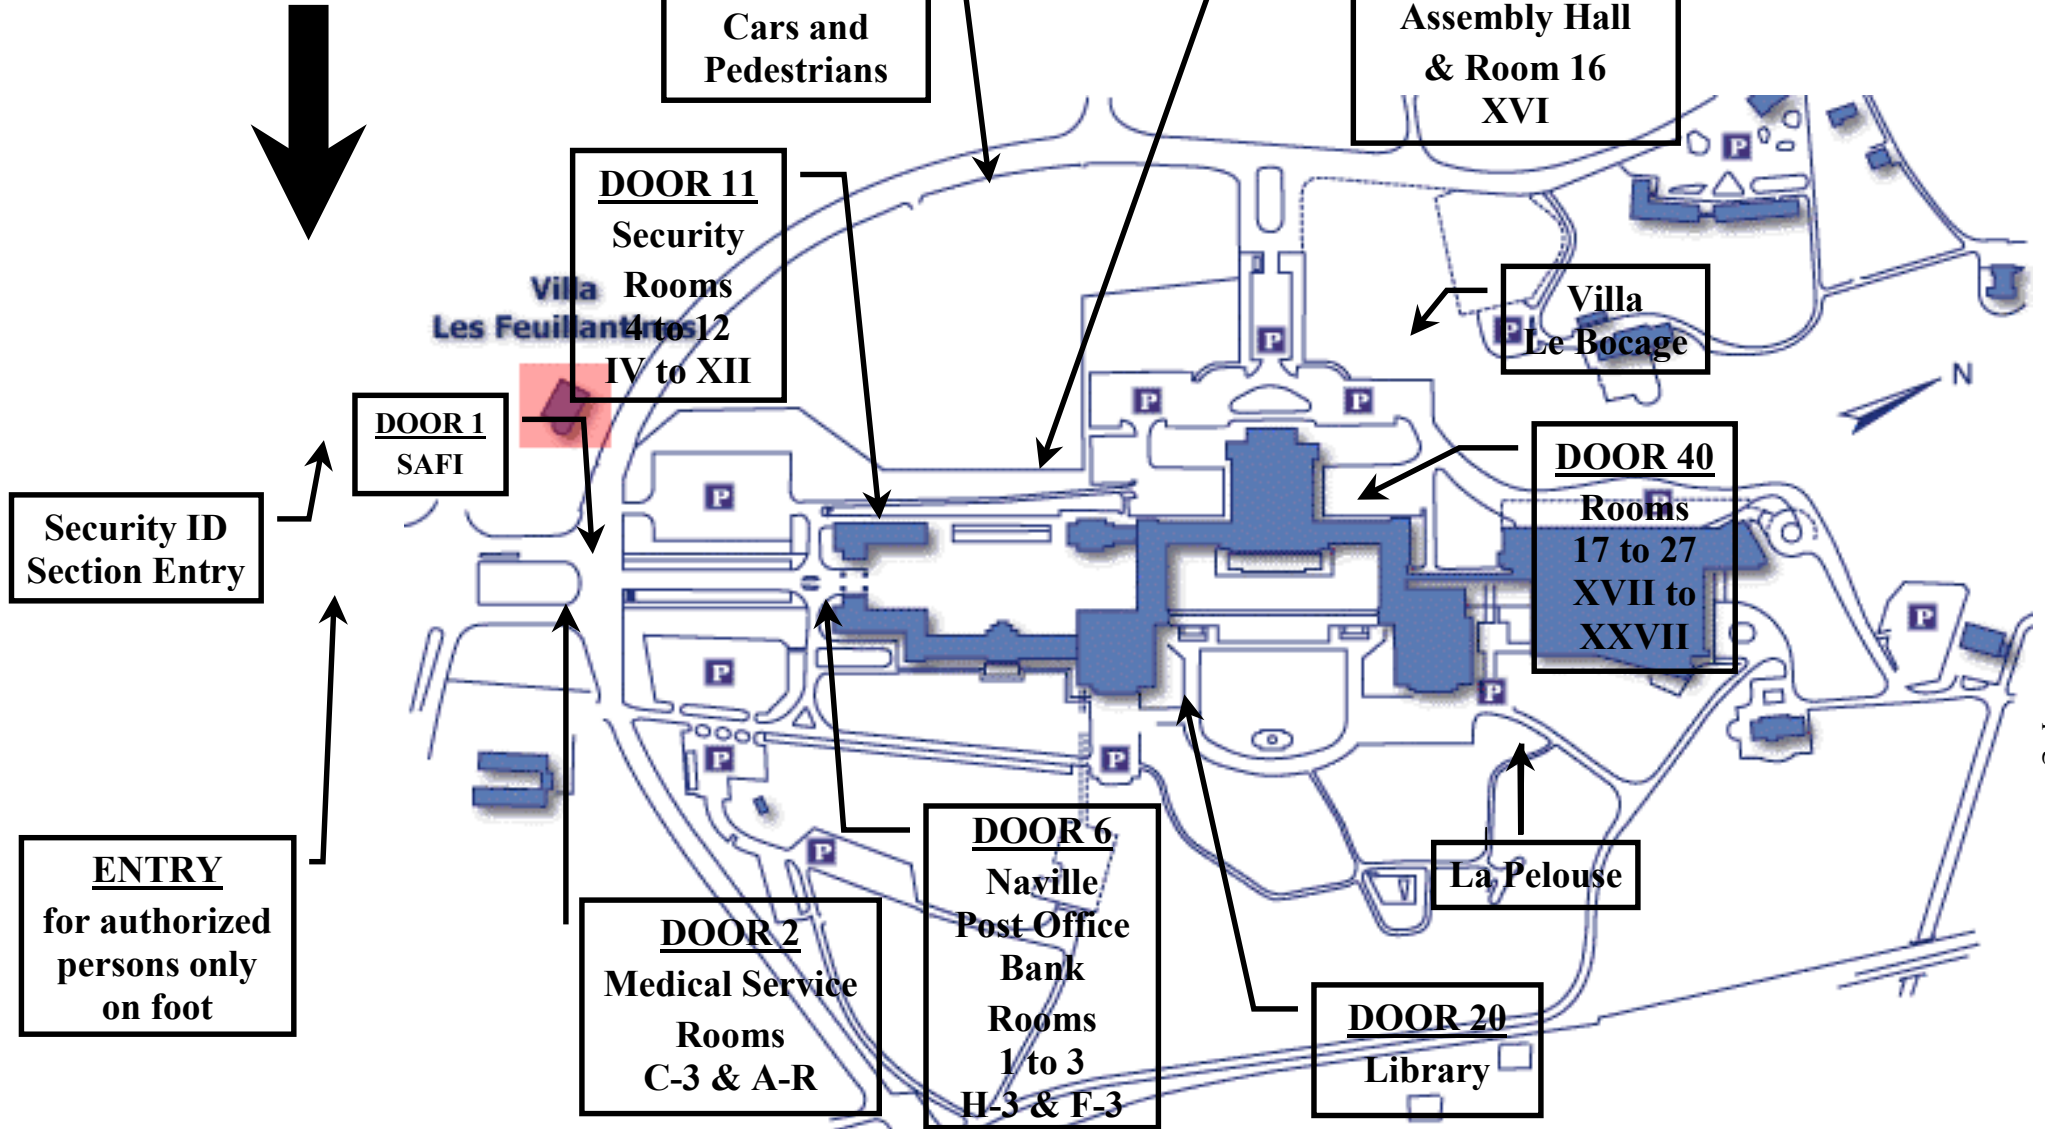 Cars and
Pedestrians
Assembly Hall
& Room 16
XVI
DOOR 11
Security
Rooms
4 to 12
IV to XII
Villa
Les Feuillantines
Villa
Le Bocage
N
DOOR 1
SAFI
Security ID
Section Entry
DOOR 40
Rooms
17 to 27
XVII to
XXVII
ENTRY
for authorized
persons only
on foot
DOOR 2
Medical Service
Rooms
C-3 & A-R
DOOR 6
Naville
Post Office
Bank
Rooms
1 to 3
H-3 & F-3
La Pelouse
DOOR 20
Library
P
P
P
P
P
P
P
P
P
P
P
P
P